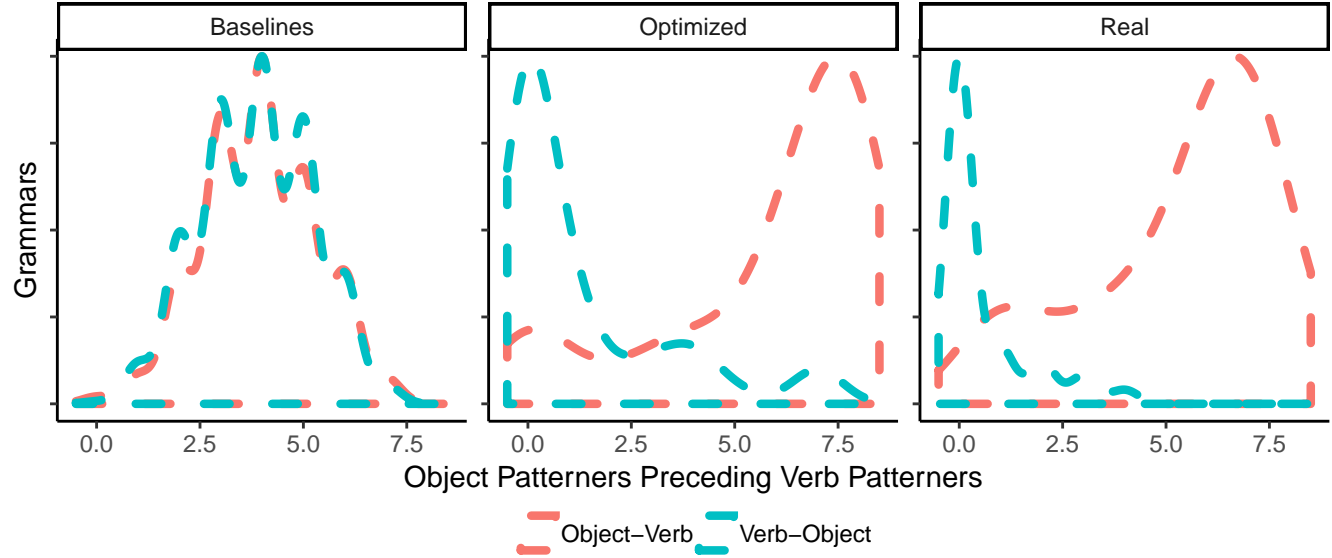 Baselines
Optimized
Real
Grammars
0.0 2.5 5.0 7.5
0.0 2.5 5.0 7.5
0.0 2.5 5.0 7.5
Object Patterners Preceding Verb Patterners
Object−Verb Verb−Object